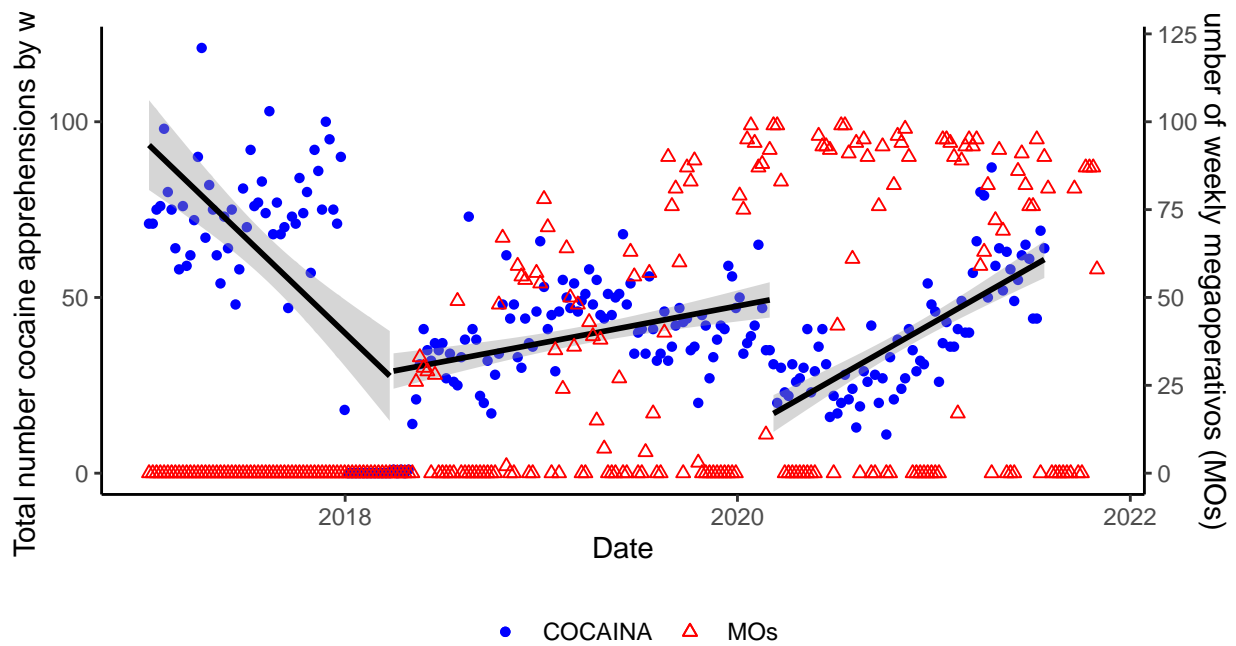 Total number cocaine apprehensions by w
100
50
0
125
100
75
50
25
0
umber of weekly megaoperativos (MOs)
2018
2020
2022
Date
COCAINA
MOs